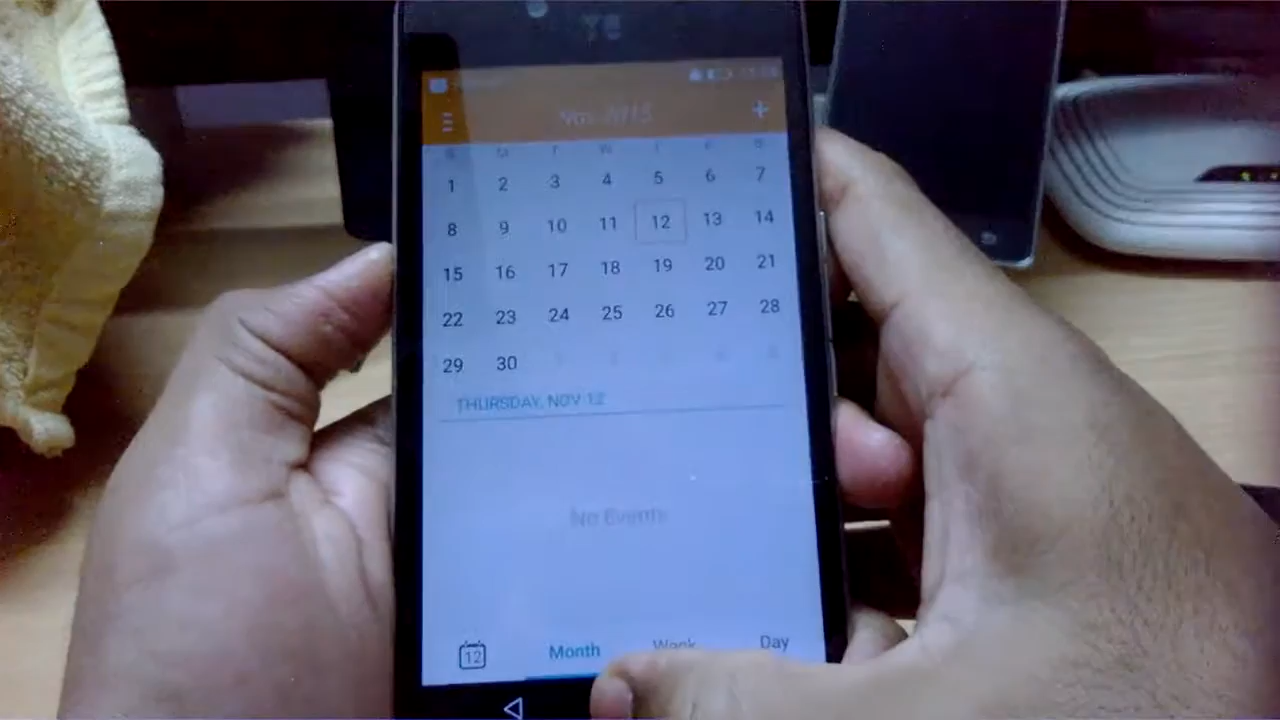 Nov 2015 +
S M T W T F S
1 2 3 4 5 6 7
8 9 10 11 12 13 14
15 16 17 18 19 20 21
22 23 24 25 26 27 28
29 30
THURSDAY, NOV 12
No Events
12 Month Week Day